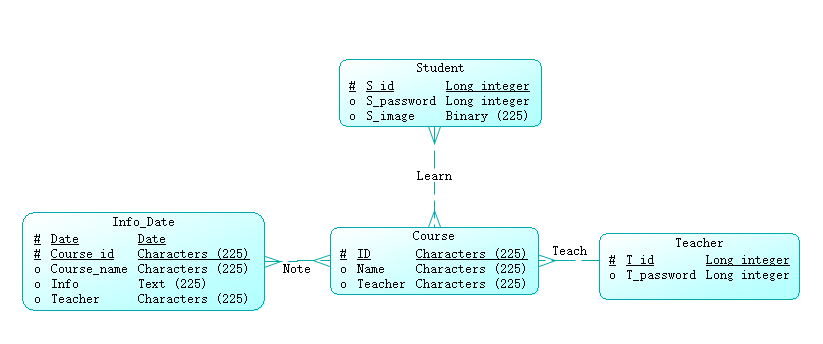 Student
# S_id Long integer
o S_password Long integer
o S_image Binary (225)
Learn
Info_Date
# Date Date
# Course_id Characters (225)
o Course_name Characters (225)
o Info Text (225)
o Teacher Characters (225)
Note
Course
# ID Characters (225)
o Name Characters (225)
o Teacher Characters (225)
Teach
Teacher
# T_id Long integer
o T_password Long integer